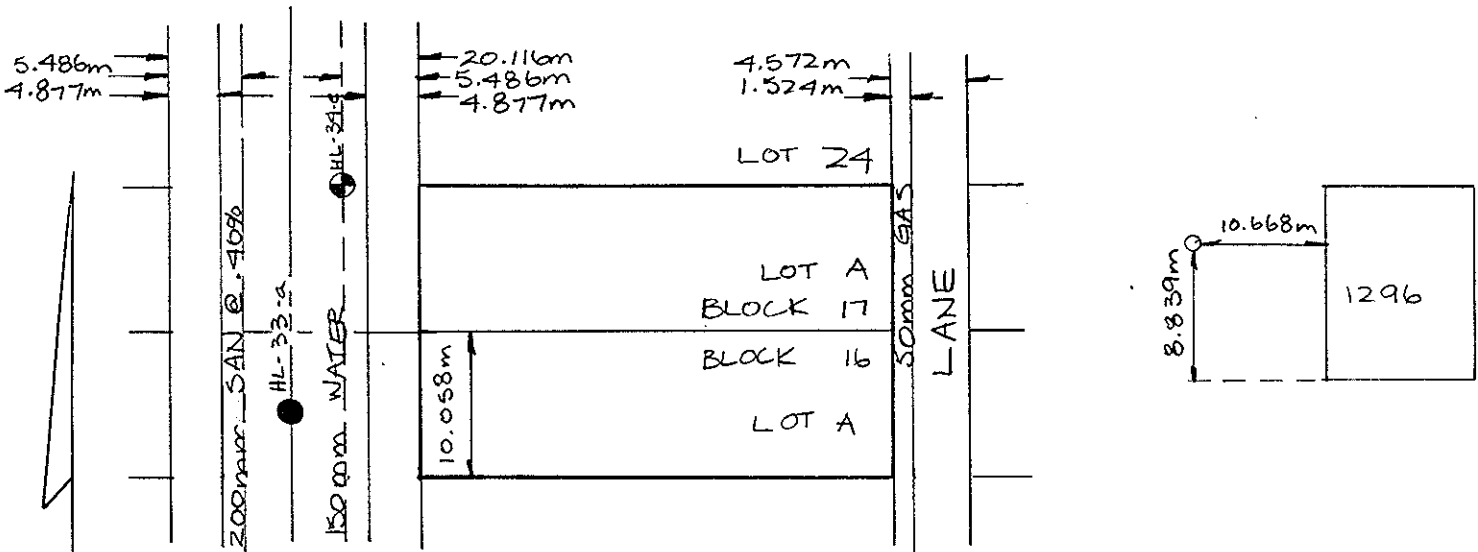 5.486m
4.877m
20.116m
5.486m
4.877m
4.572m
1.524m
LOT 24
200mm SAN @ .40%
HL-33-a
150mm WATER
10.058m
LOT A
BLOCK 17
BLOCK 16
LOT A
50mm GAS
LANE
10.668m
8.839m
1296